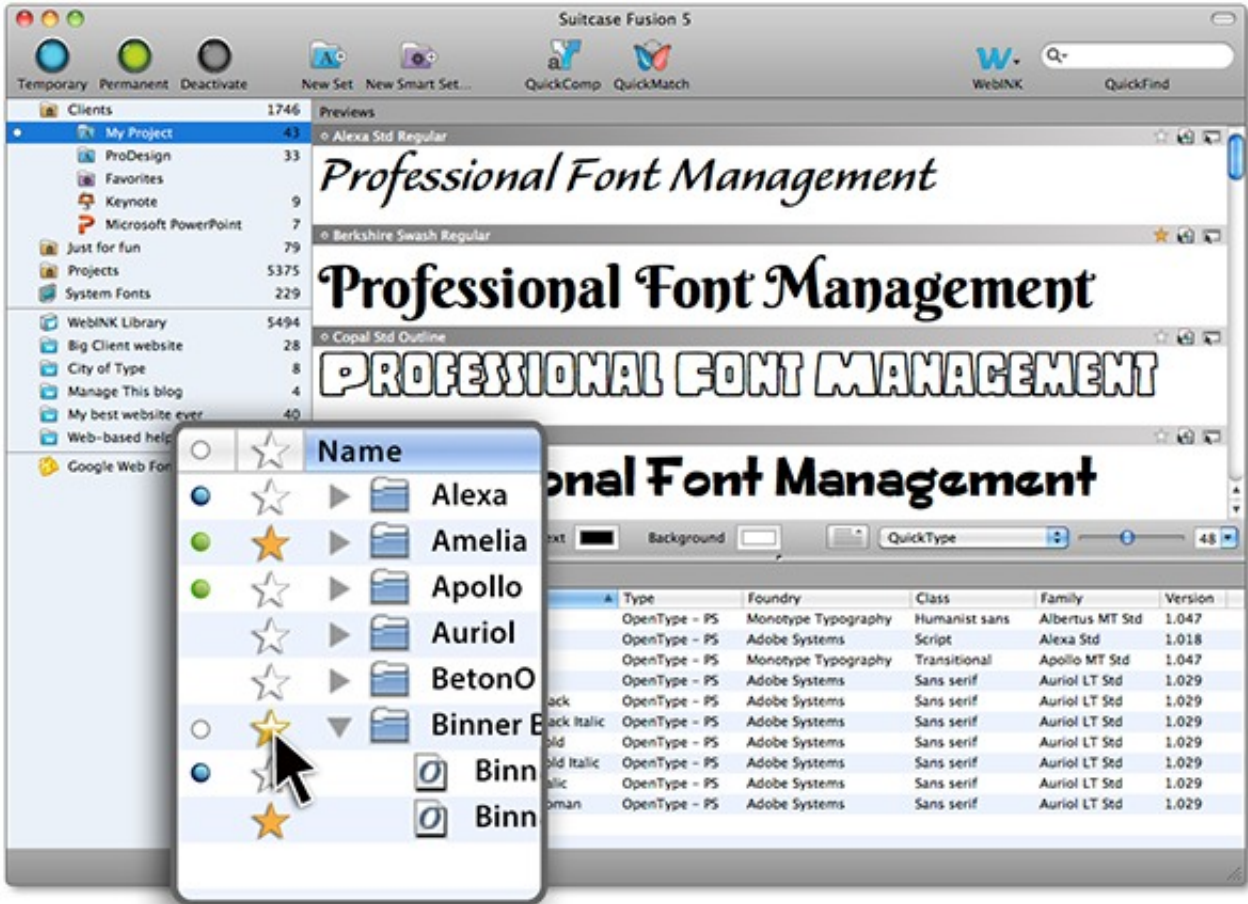 Suitcase Fusion 5
Temporary Permanent Deactivate New Set New Smart Set... QuickComp QuickMatch WebINK QuickFind
Clients 1746
My Project 43
ProDesign 33
Favorites
Keynote 9
Microsoft PowerPoint 7
Just for fun 79
Projects 5375
System Fonts 229
WebINK Library 5494
Big Client website 28
City of Type 8
Manage This blog 4
My best website ever 40
Web-based help
Google Web Fon
Previews
Alexa Std Regular
Professional Font Management
Berkshire Swash Regular
Professional Font Management
Copal Std Outline
PROFESSIONAL FONT MANAGEMENT
onal Font Management
ext Background QuickType 48
Name
Alexa
Amelia
Apollo
Auriol
BetonO
Binner E
Binn
Binn
Type Foundry Class Family Version
OpenType - PS Monotype Typography Humanist sans Albertus MT Std 1.047
OpenType - PS Adobe Systems Script Alexa Std 1.018
OpenType - PS Monotype Typography Transitional Apollo MT Std 1.047
OpenType - PS Adobe Systems Sans serif Auriol LT Std 1.029
ack OpenType - PS Adobe Systems Sans serif Auriol LT Std 1.029
ack Italic OpenType - PS Adobe Systems Sans serif Auriol LT Std 1.029
old OpenType - PS Adobe Systems Sans serif Auriol LT Std 1.029
old Italic OpenType - PS Adobe Systems Sans serif Auriol LT Std 1.029
alic OpenType - PS Adobe Systems Sans serif Auriol LT Std 1.029
oman OpenType - PS Adobe Systems Sans serif Auriol LT Std 1.029